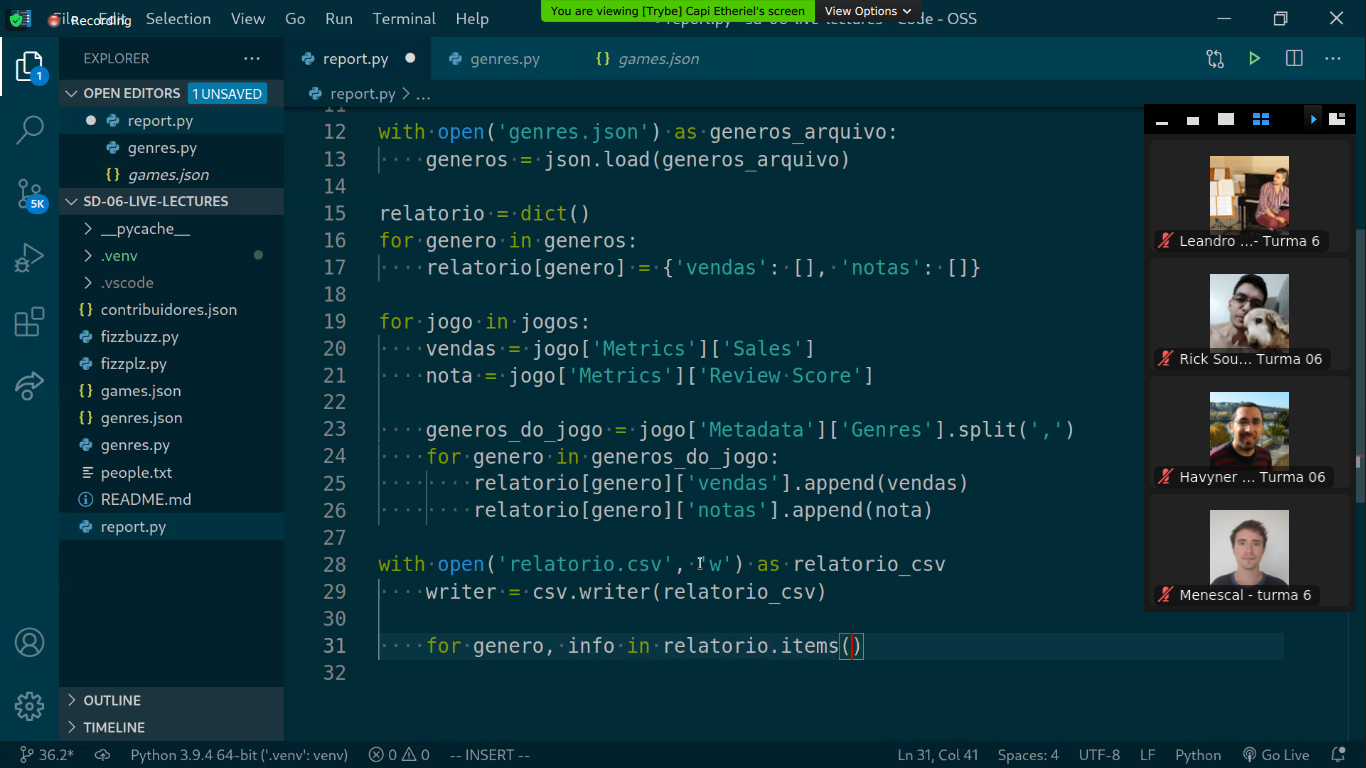 File Edit Selection View Go Run Terminal Help
Recording
You are viewing [Trybe] Capi Etheriel's screen
View Options
Code - OSS
EXPLORER
OPEN EDITORS 1 UNSAVED
report.py
genres.py
games.json
SD-06-LIVE-LECTURES
__pycache__
.venv
.vscode
contribuidores.json
fizzbuzz.py
fizzplz.py
games.json
genres.json
genres.py
people.txt
README.md
report.py
OUTLINE
TIMELINE
1
5K
report.py genres.py games.json
report.py > ...
11
12 with open('genres.json') as generos_arquivo:
13 generos = json.load(generos_arquivo)
14
15 relatorio = dict()
16 for genero in generos:
17 relatorio[genero] = {'vendas': [], 'notas': []}
18
19 for jogo in jogos:
20 vendas = jogo['Metrics']['Sales']
21 nota = jogo['Metrics']['Review Score']
22
23 generos_do_jogo = jogo['Metadata']['Genres'].split(',')
24 for genero in generos_do_jogo:
25 relatorio[genero]['vendas'].append(vendas)
26 relatorio[genero]['notas'].append(nota)
27
28 with open('relatorio.csv', 'w') as relatorio_csv
29 writer = csv.writer(relatorio_csv)
30
31 for genero, info in relatorio.items()
32
Leandro ...- Turma 6
Rick Sou... Turma 06
Havyner ... Turma 06
Menescal - turma 6
36.2* Python 3.9.4 64-bit ('.venv': venv) 0 0 -- INSERT -- Ln 31, Col 41 Spaces: 4 UTF-8 LF Python Go Live